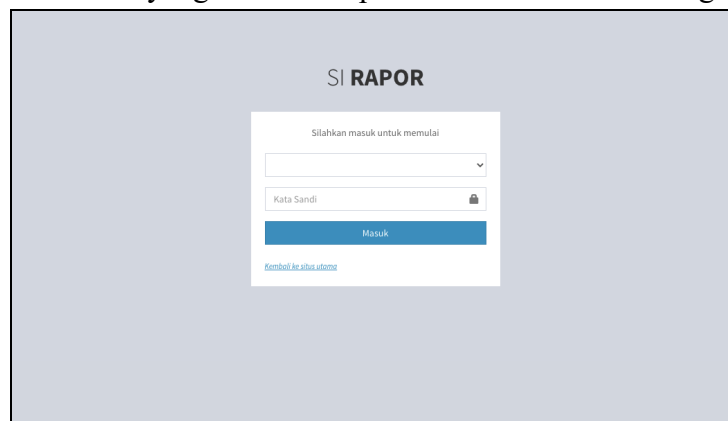 SI RAPOR
Silahkan masuk untuk memulai
Kata Sandi
Masuk
Kembali ke situs utama